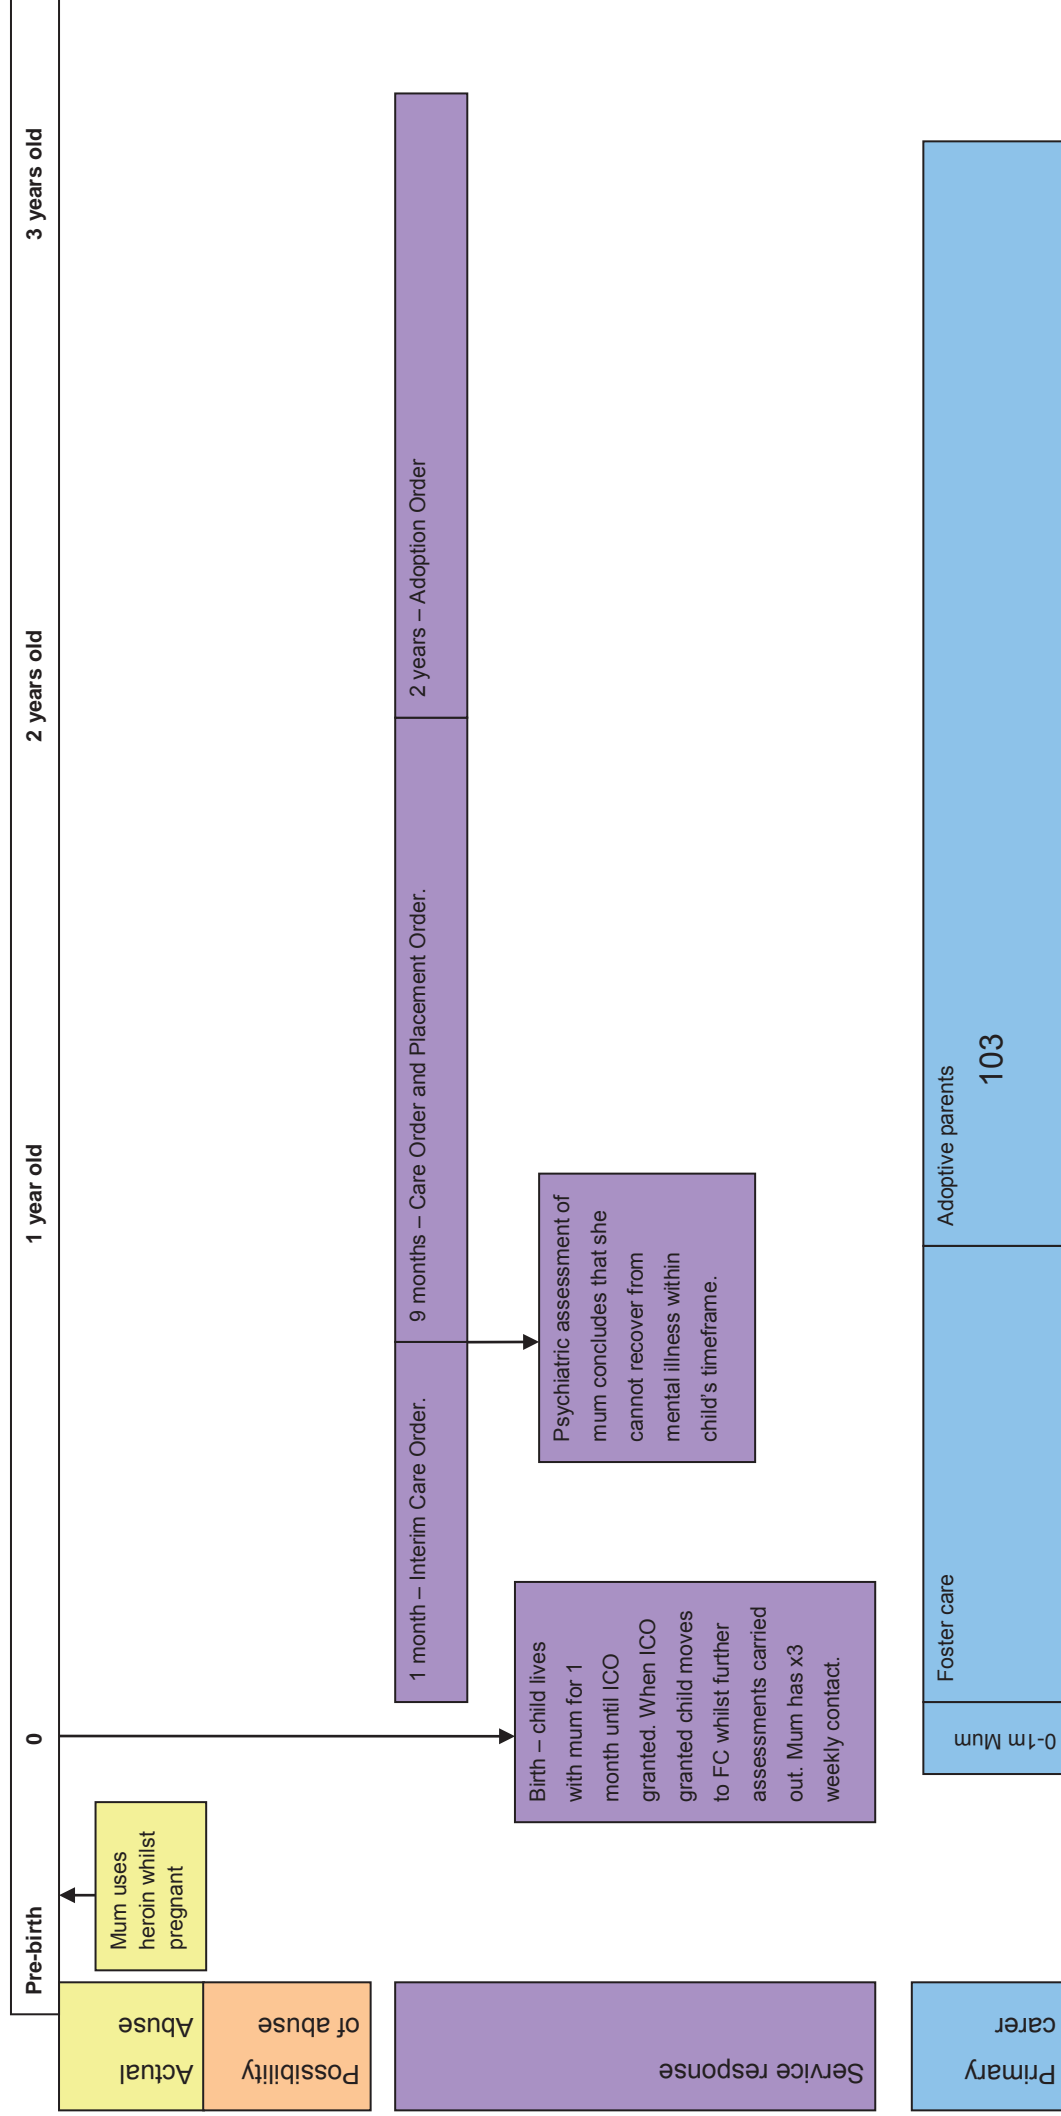 Pre-birth
0
1 year old
2 years old
3 years old
Actual
Abuse
Mum uses
heroin whilst
pregnant
Possibility
of abuse
Service response
1 month – Interim Care Order.
9 months – Care Order and Placement Order.
2 years – Adoption Order
Birth – child lives
with mum for 1
month until ICO
granted. When ICO
granted child moves
to FC whilst further
assessments carried
out. Mum has x3
weekly contact.
Psychiatric assessment of
mum concludes that she
cannot recover from
mental illness within
child's timeframe.
Primary
carer
0-1m Mum
Foster care
Adoptive parents
103